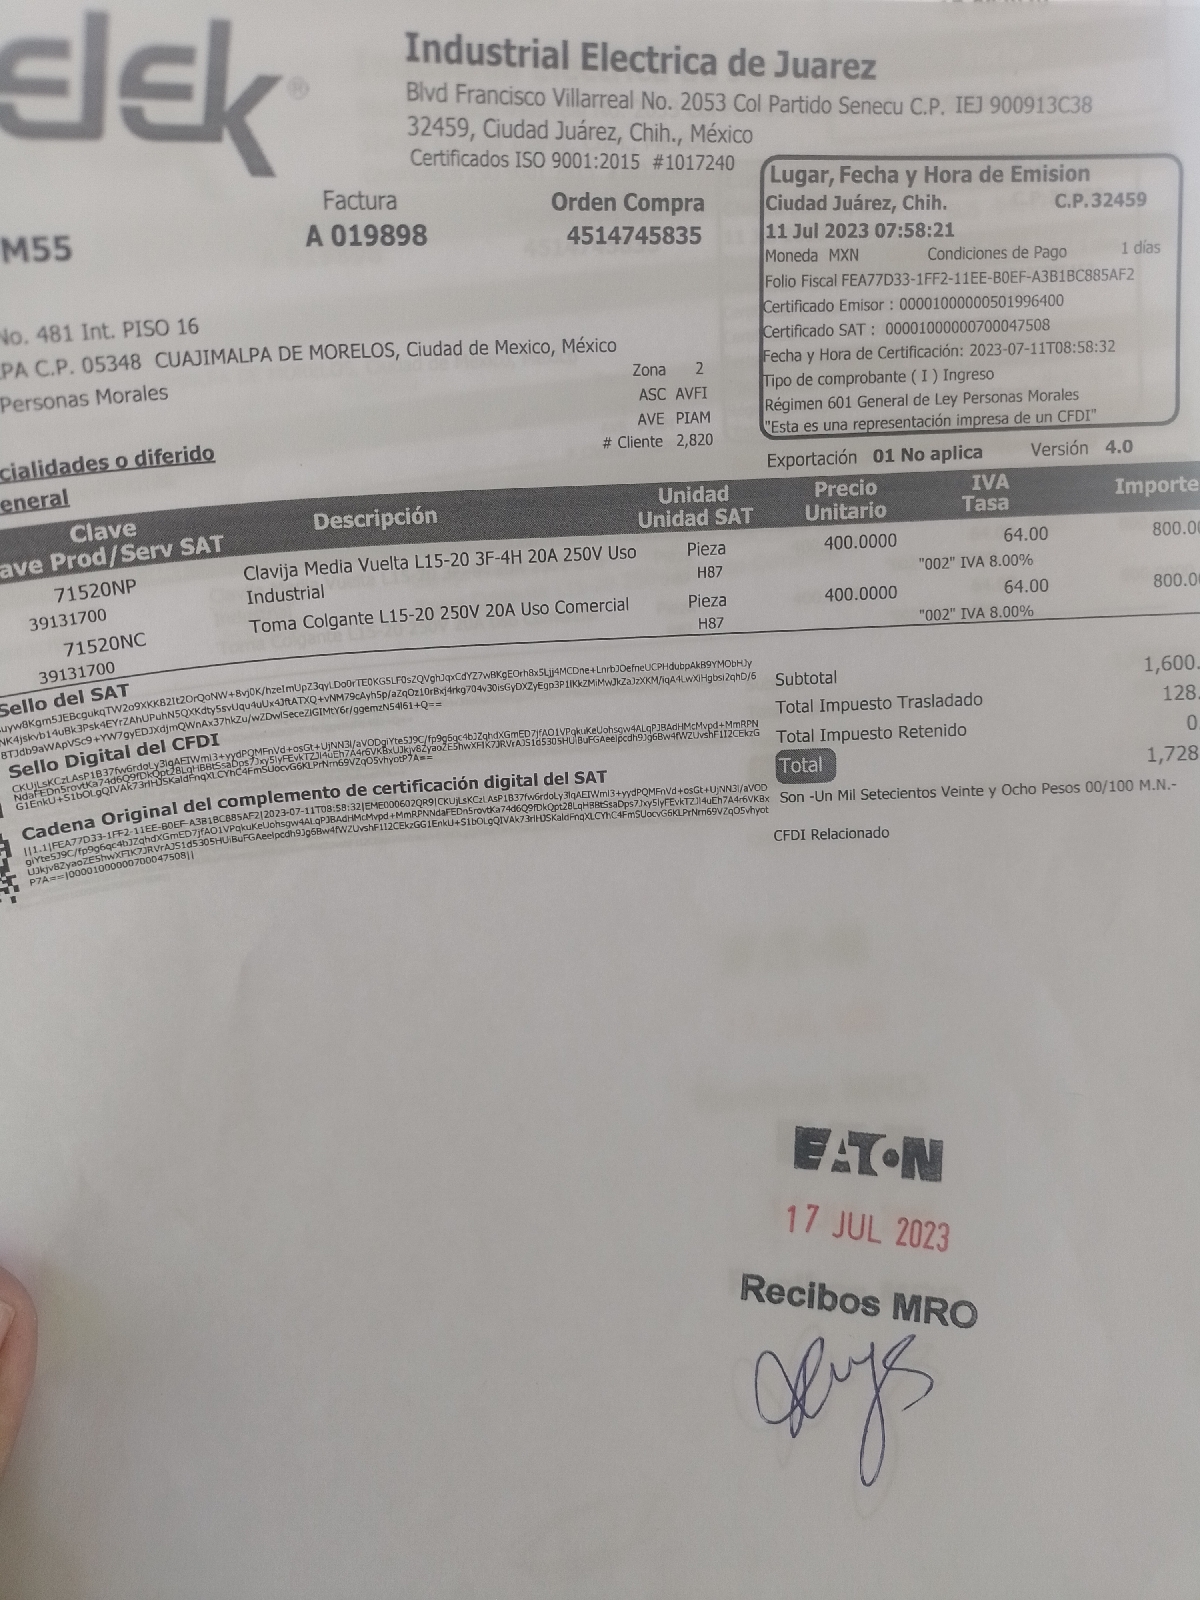 elek®
Industrial Electrica de Juarez
Blvd Francisco Villarreal No. 2053 Col Partido Senecu C.P. IEJ 900913C38
32459, Ciudad Juárez, Chih., México
Certificados ISO 9001:2015 #1017240
Factura
Orden Compra
M55
A 019898
4514745835
Lugar, Fecha y Hora de Emision
Ciudad Juárez, Chih. C.P.32459
11 Jul 2023 07:58:21
Moneda MXN Condiciones de Pago 1 días
Folio Fiscal FEA77D33-1FF2-11EE-B0EF-A3B1BC885AF2
Certificado Emisor : 00001000000501996400
Certificado SAT : 00001000000700047508
Fecha y Hora de Certificación: 2023-07-11T08:58:32
Tipo de comprobante ( I ) Ingreso
Régimen 601 General de Ley Personas Morales
"Esta es una representación impresa de un CFDI"
No. 481 Int. PISO 16
PA C.P. 05348 CUAJIMALPA DE MORELOS, Ciudad de Mexico, México
Personas Morales
Zona 2
ASC AVFI
AVE PIAM
# Cliente 2,820
cialidades o diferido
eneral
Exportación 01 No aplica Versión 4.0
Clave Descripción Unidad Precio IVA Importe
ave Prod/Serv SAT Unidad SAT Unitario Tasa
71520NP Clavija Media Vuelta L15-20 3F-4H 20A 250V Uso Pieza 400.0000 64.00 800.0
39131700 Industrial H87 "002" IVA 8.00%
71520NC Toma Colgante L15-20 250V 20A Uso Comercial Pieza 400.0000 64.00 800.0
39131700 H87 "002" IVA 8.00%
Sello del SAT
Sello Digital del CFDI
Cadena Original del complemento de certificación digital del SAT
P7A==|00001000000700047508||
Subtotal 1,600.
Total Impuesto Trasladado 128.
Total Impuesto Retenido 0
Total 1,728
Son -Un Mil Setecientos Veinte y Ocho Pesos 00/100 M.N.-
CFDI Relacionado
EATON
17 JUL 2023
Recibos MRO